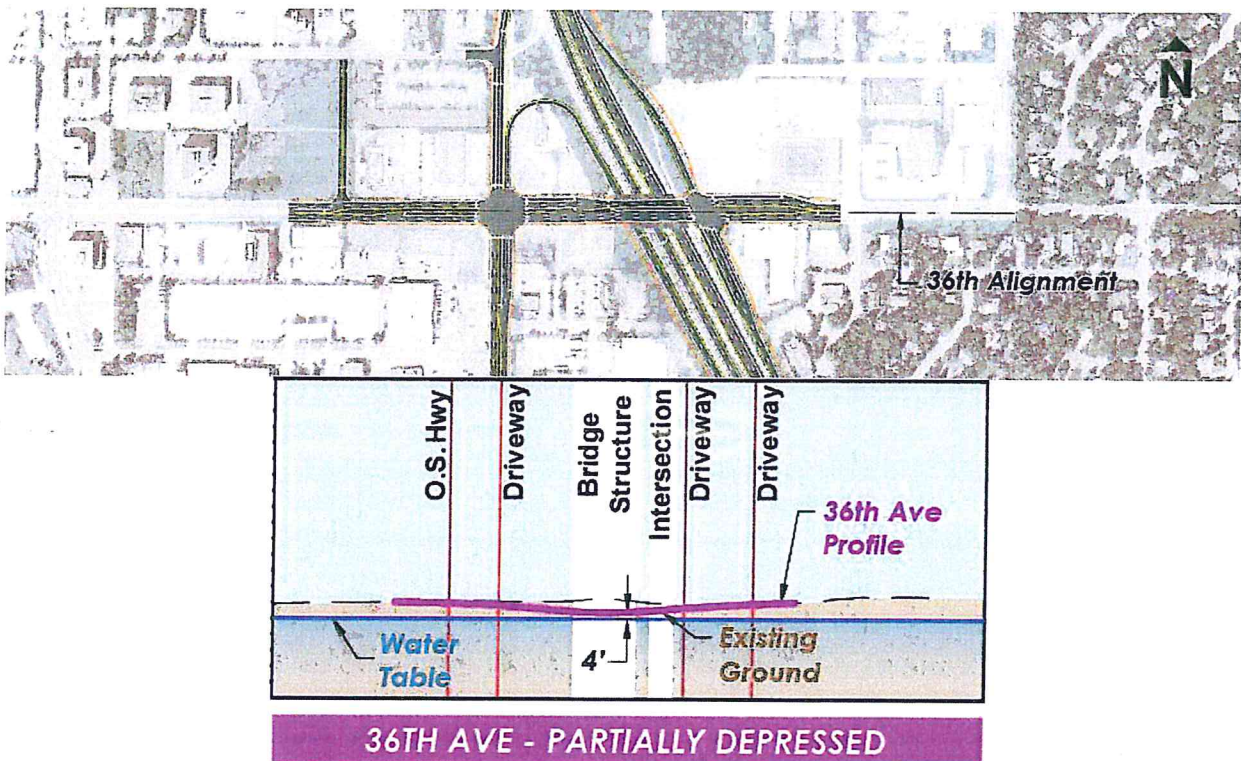 N
36th Alignment
O.S. Hwy
Driveway
Bridge
Structure
Intersection
Driveway
Driveway
36th Ave
Profile
Water
Table
4'
Existing
Ground
36TH AVE - PARTIALLY DEPRESSED